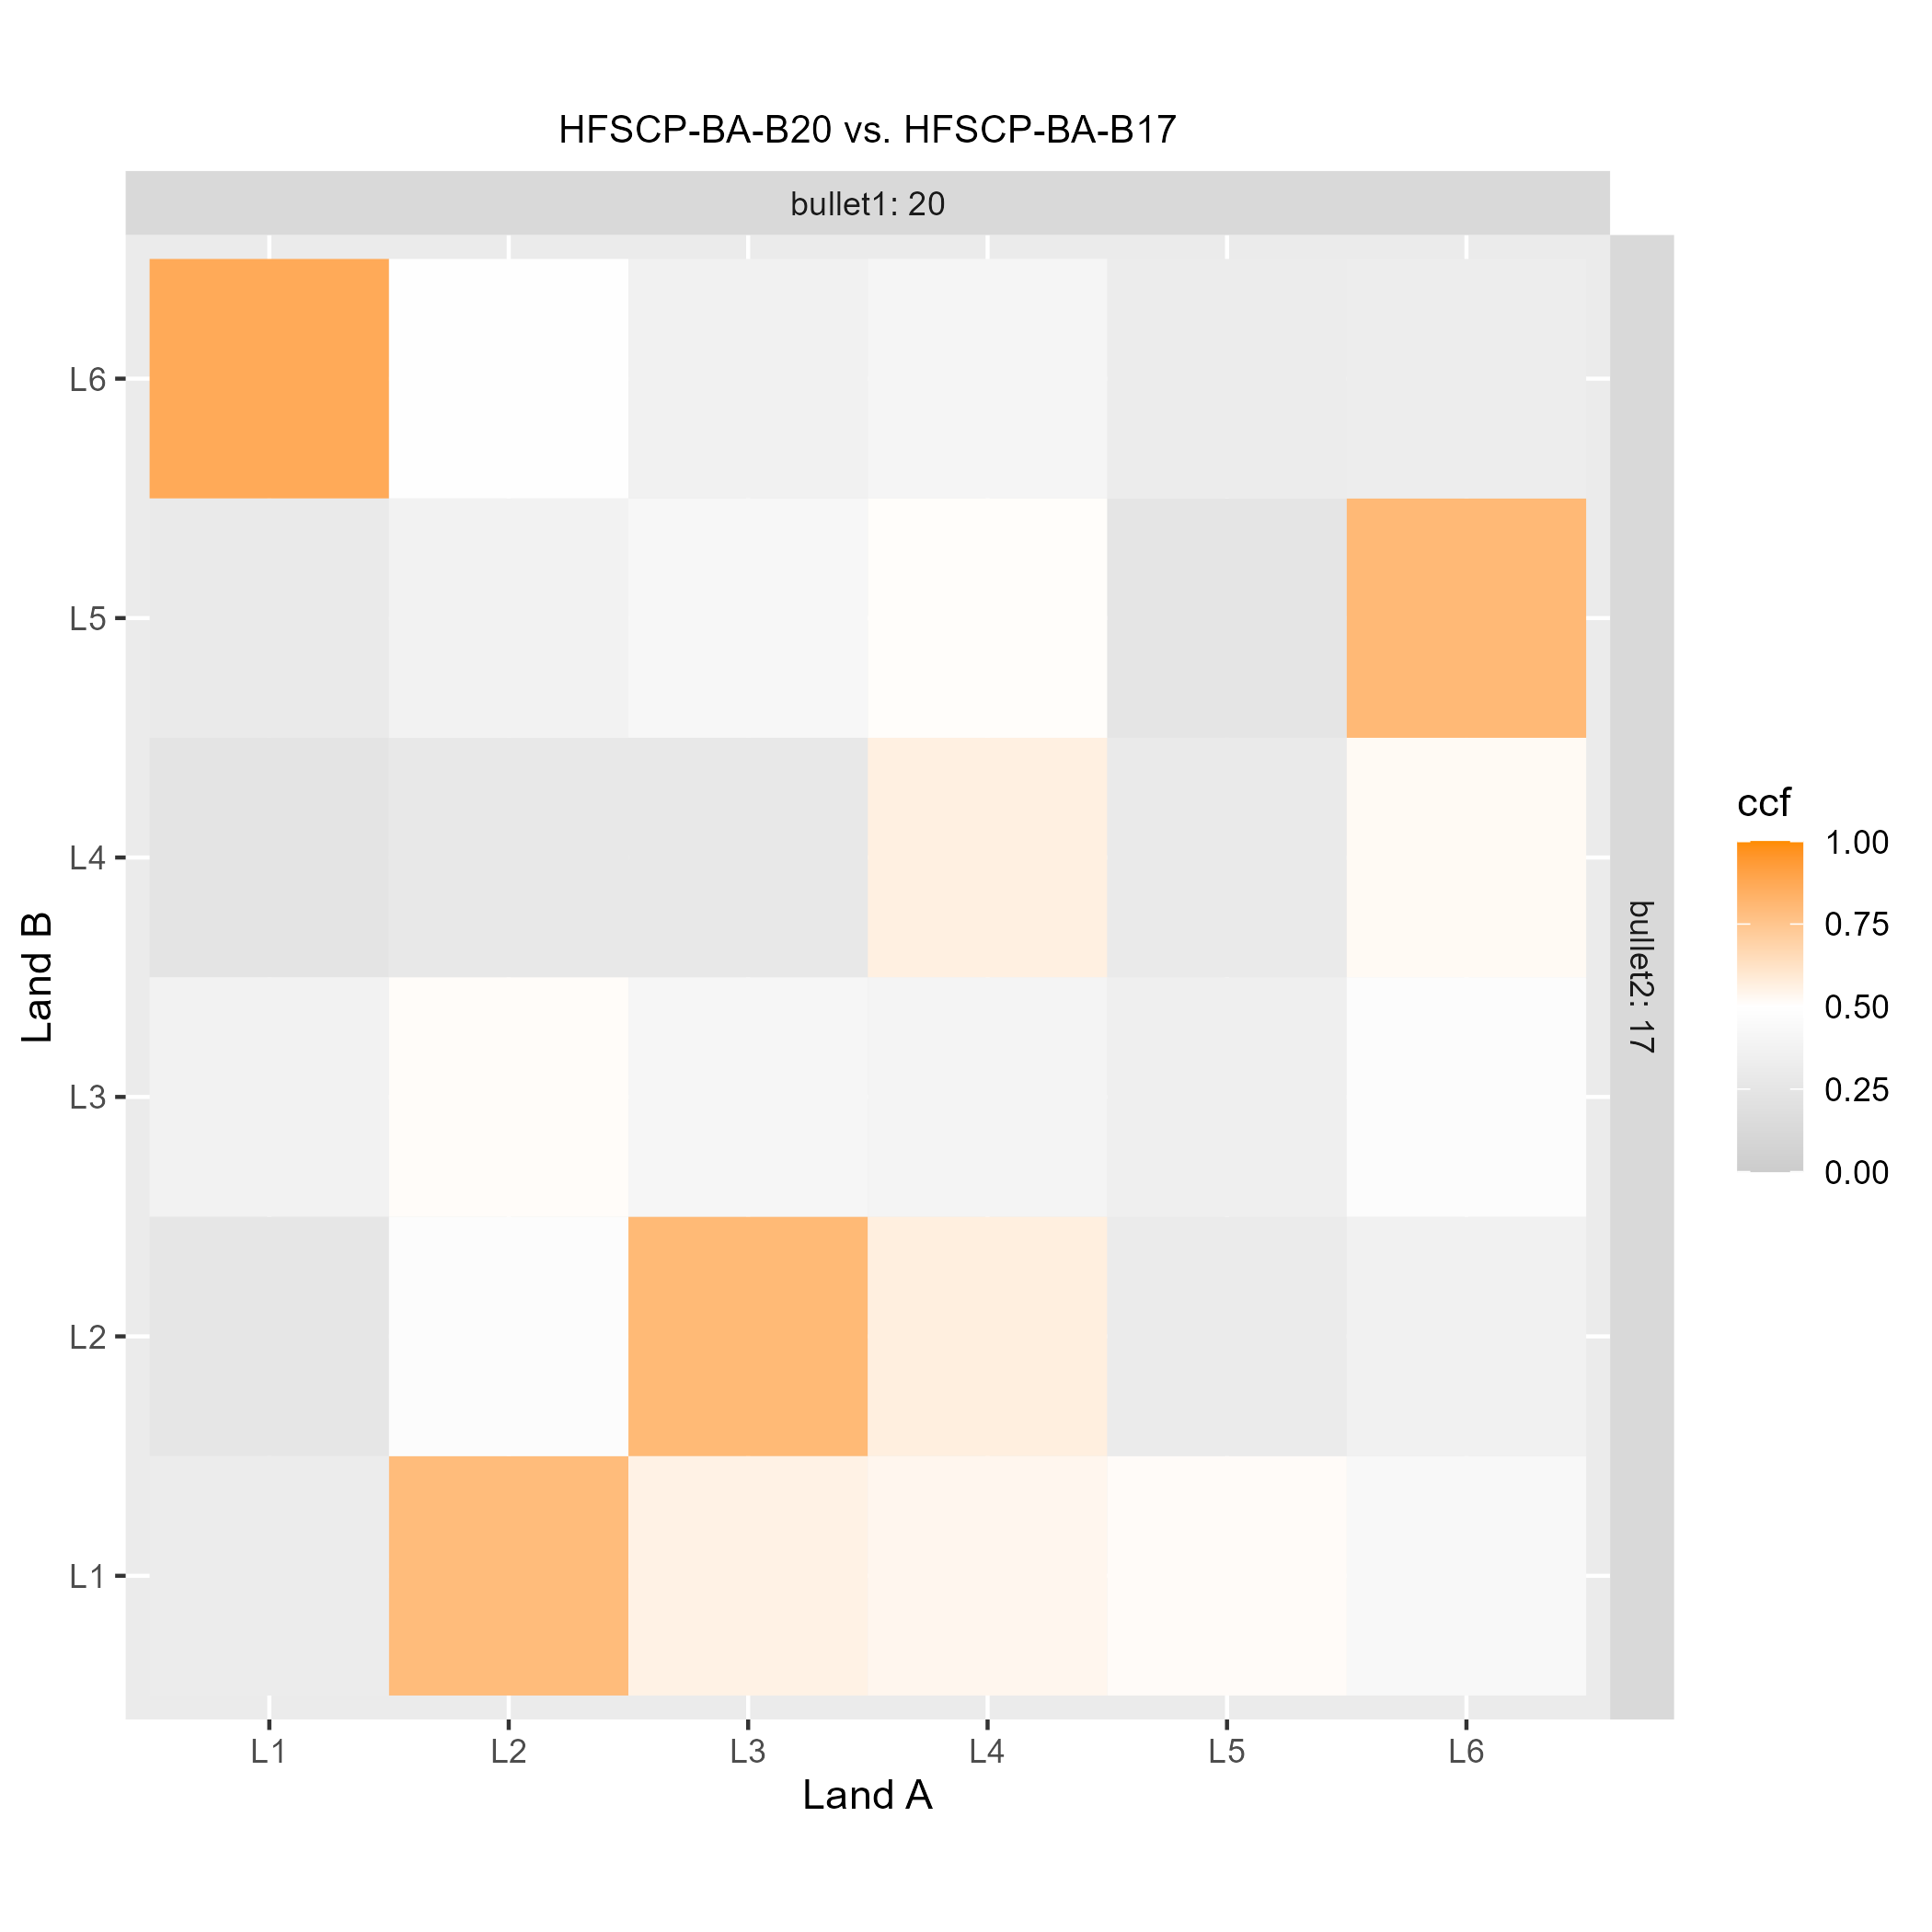 HFSCP-BA-B20 vs. HFSCP-BA-B17
bullet1: 20
L6
L5
L4
L3
L2
L1
Land B
L1 L2 L3 L4 L5 L6
Land A
bullet2: 17
ccf
1.00
0.75
0.50
0.25
0.00